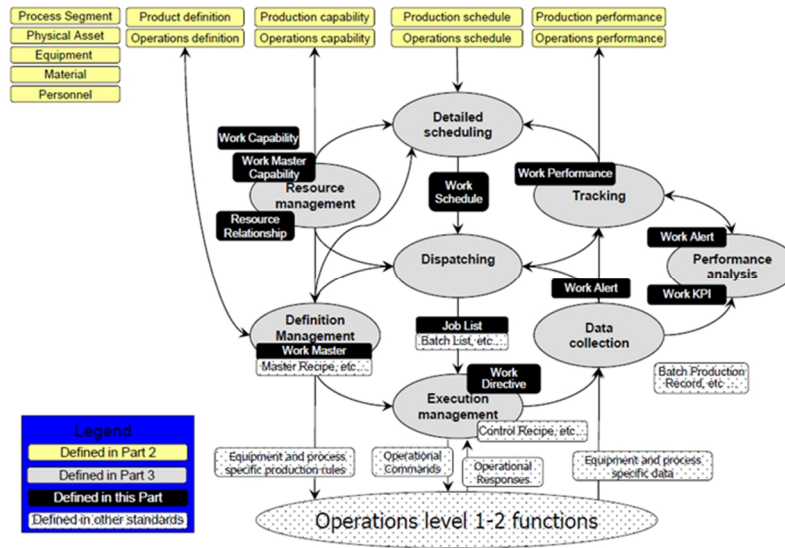 Process Segment
Physical Asset
Equipment
Material
Personnel
Product definition
Operations definition
Production capability
Operations capability
Production schedule
Operations schedule
Production performance
Operations performance
Detailed
scheduling
Work Capability
Work Master
Capability
Resource
management
Resource
Relationship
Work
Schedule
Work Performance
Tracking
Work Alert
Performance
analysis
Work KPI
Dispatching
Work Alert
Definition
Management
Work Master
Master Recipe, etc...
Job List
Batch List, etc...
Data
collection
Work
Directive
Execution
management
Control Recipe, etc...
Batch Production
Record, etc ...
Legend
Defined in Part 2
Defined in Part 3
Defined in this Part
Defined in other standards
Equipment and process
specific production rules
Operational
Commands
Operational
Responses
Equipment and process
specific data
Operations level 1-2 functions